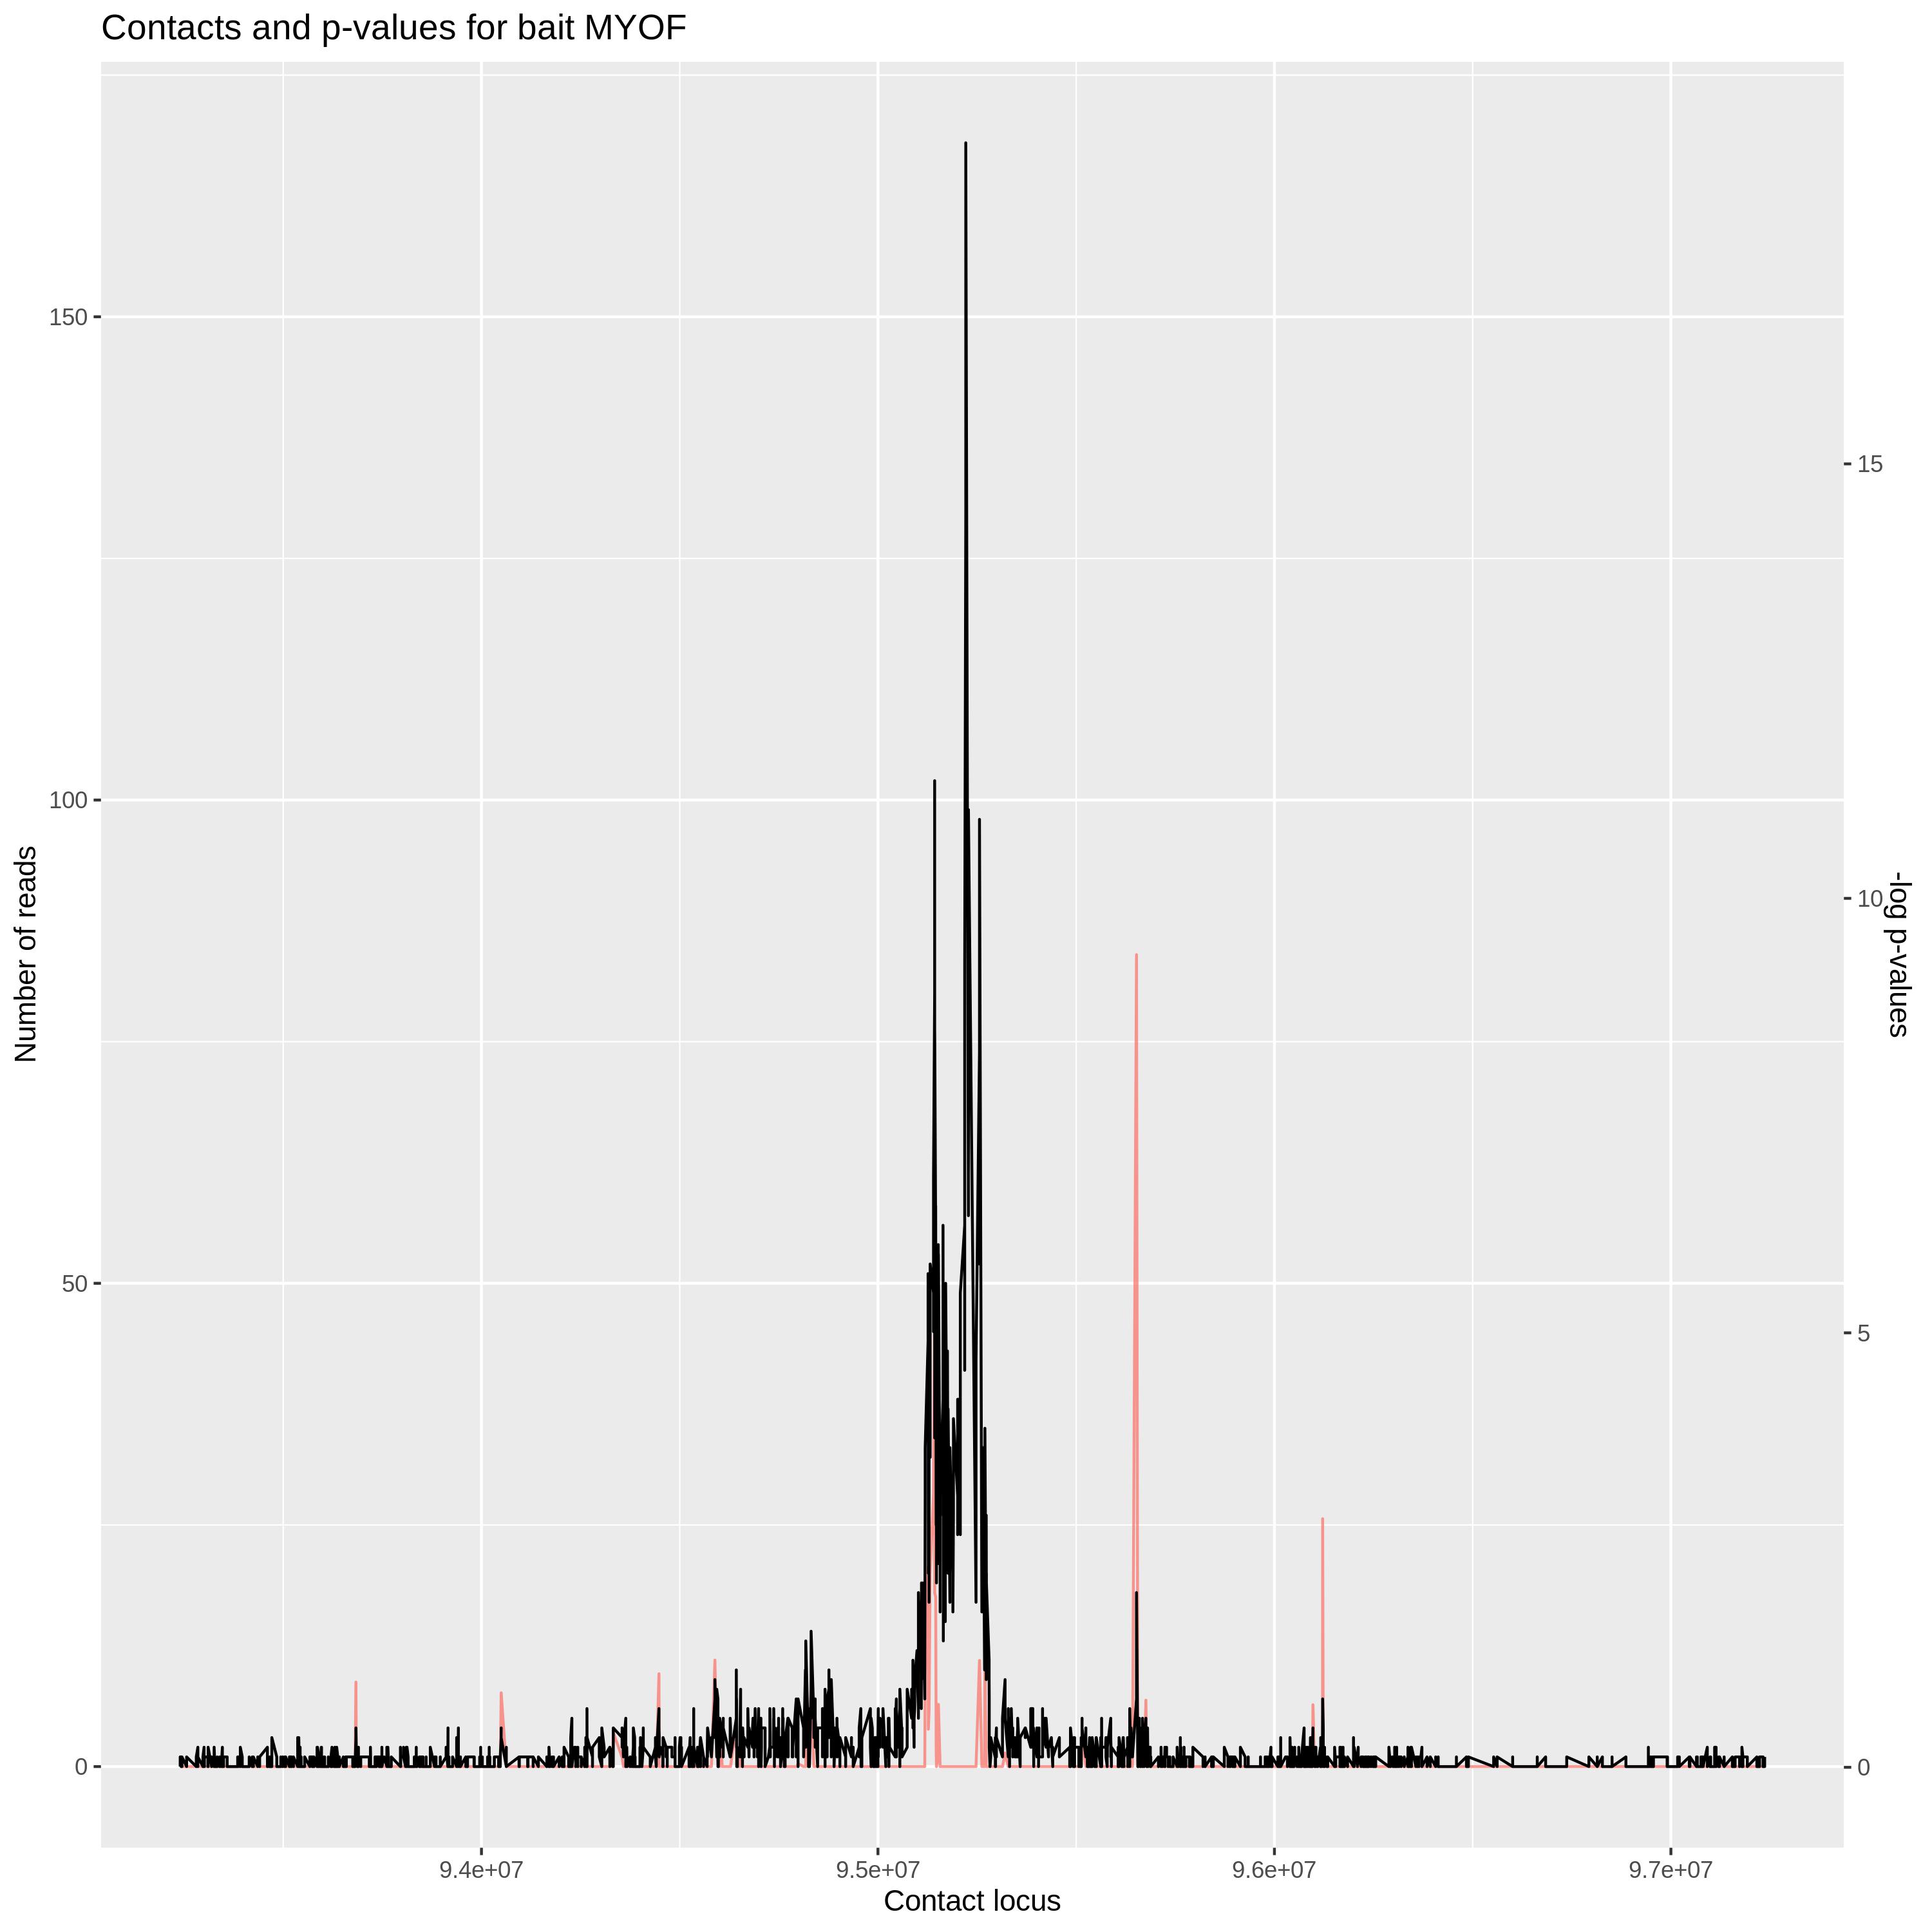 Contacts and p-values for bait MYOF
Number of reads
150
100
50
0
15
10
5
0
-log p-values
9.4e+07
9.5e+07
9.6e+07
9.7e+07
Contact locus